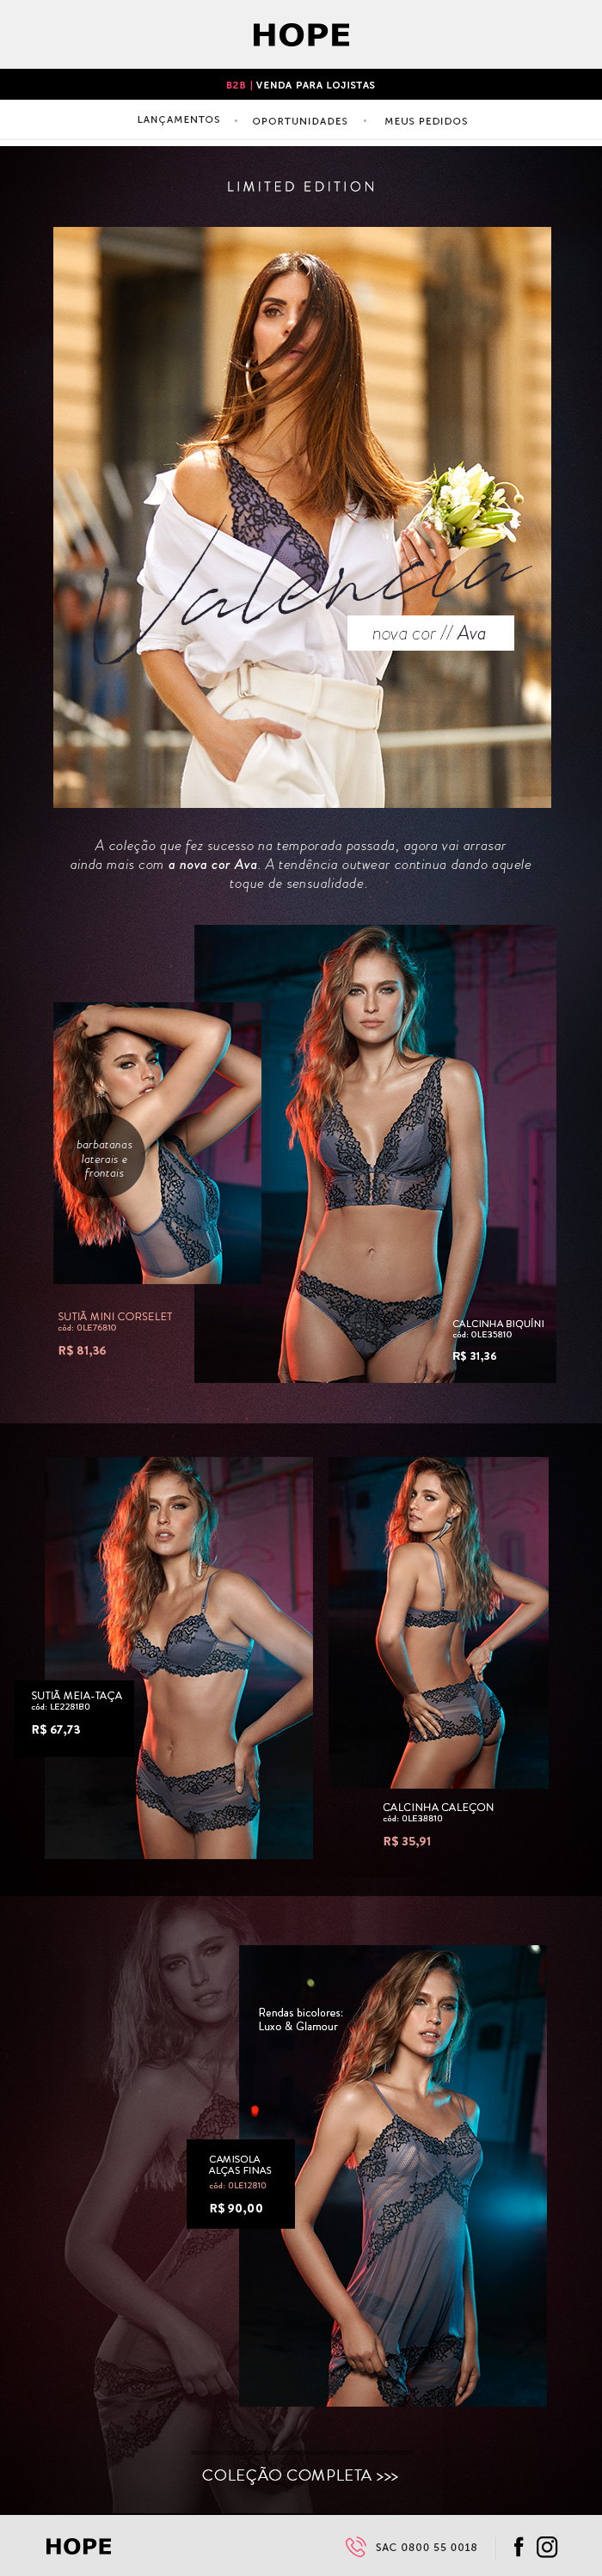 HOPE
B2B | VENDA PARA LOJISTAS
LANÇAMENTOS • OPORTUNIDADES • MEUS PEDIDOS
LIMITED EDITION
Valencia
nova cor // Ava
A coleção que fez sucesso na temporada passada, agora vai arrasar
ainda mais com a nova cor Ava. A tendência outwear continua dando aquele
toque de sensualidade.
barbatanas
laterais e
frontais
SUTIÃ MINI CORSELET
cód: 0LE76810
R$ 81,36
CALCINHA BIQUÍNI
cód: 0LE35810
R$ 31,36
SUTIÃ MEIA-TAÇA
cód: LE2281B0
R$ 67,73
CALCINHA CALEÇON
cód: 0LE38810
R$ 35,91
Rendas bicolores:
Luxo & Glamour
CAMISOLA
ALÇAS FINAS
cód: 0LE12810
R$ 90,00
COLEÇÃO COMPLETA >>>
HOPE
SAC 0800 55 0018